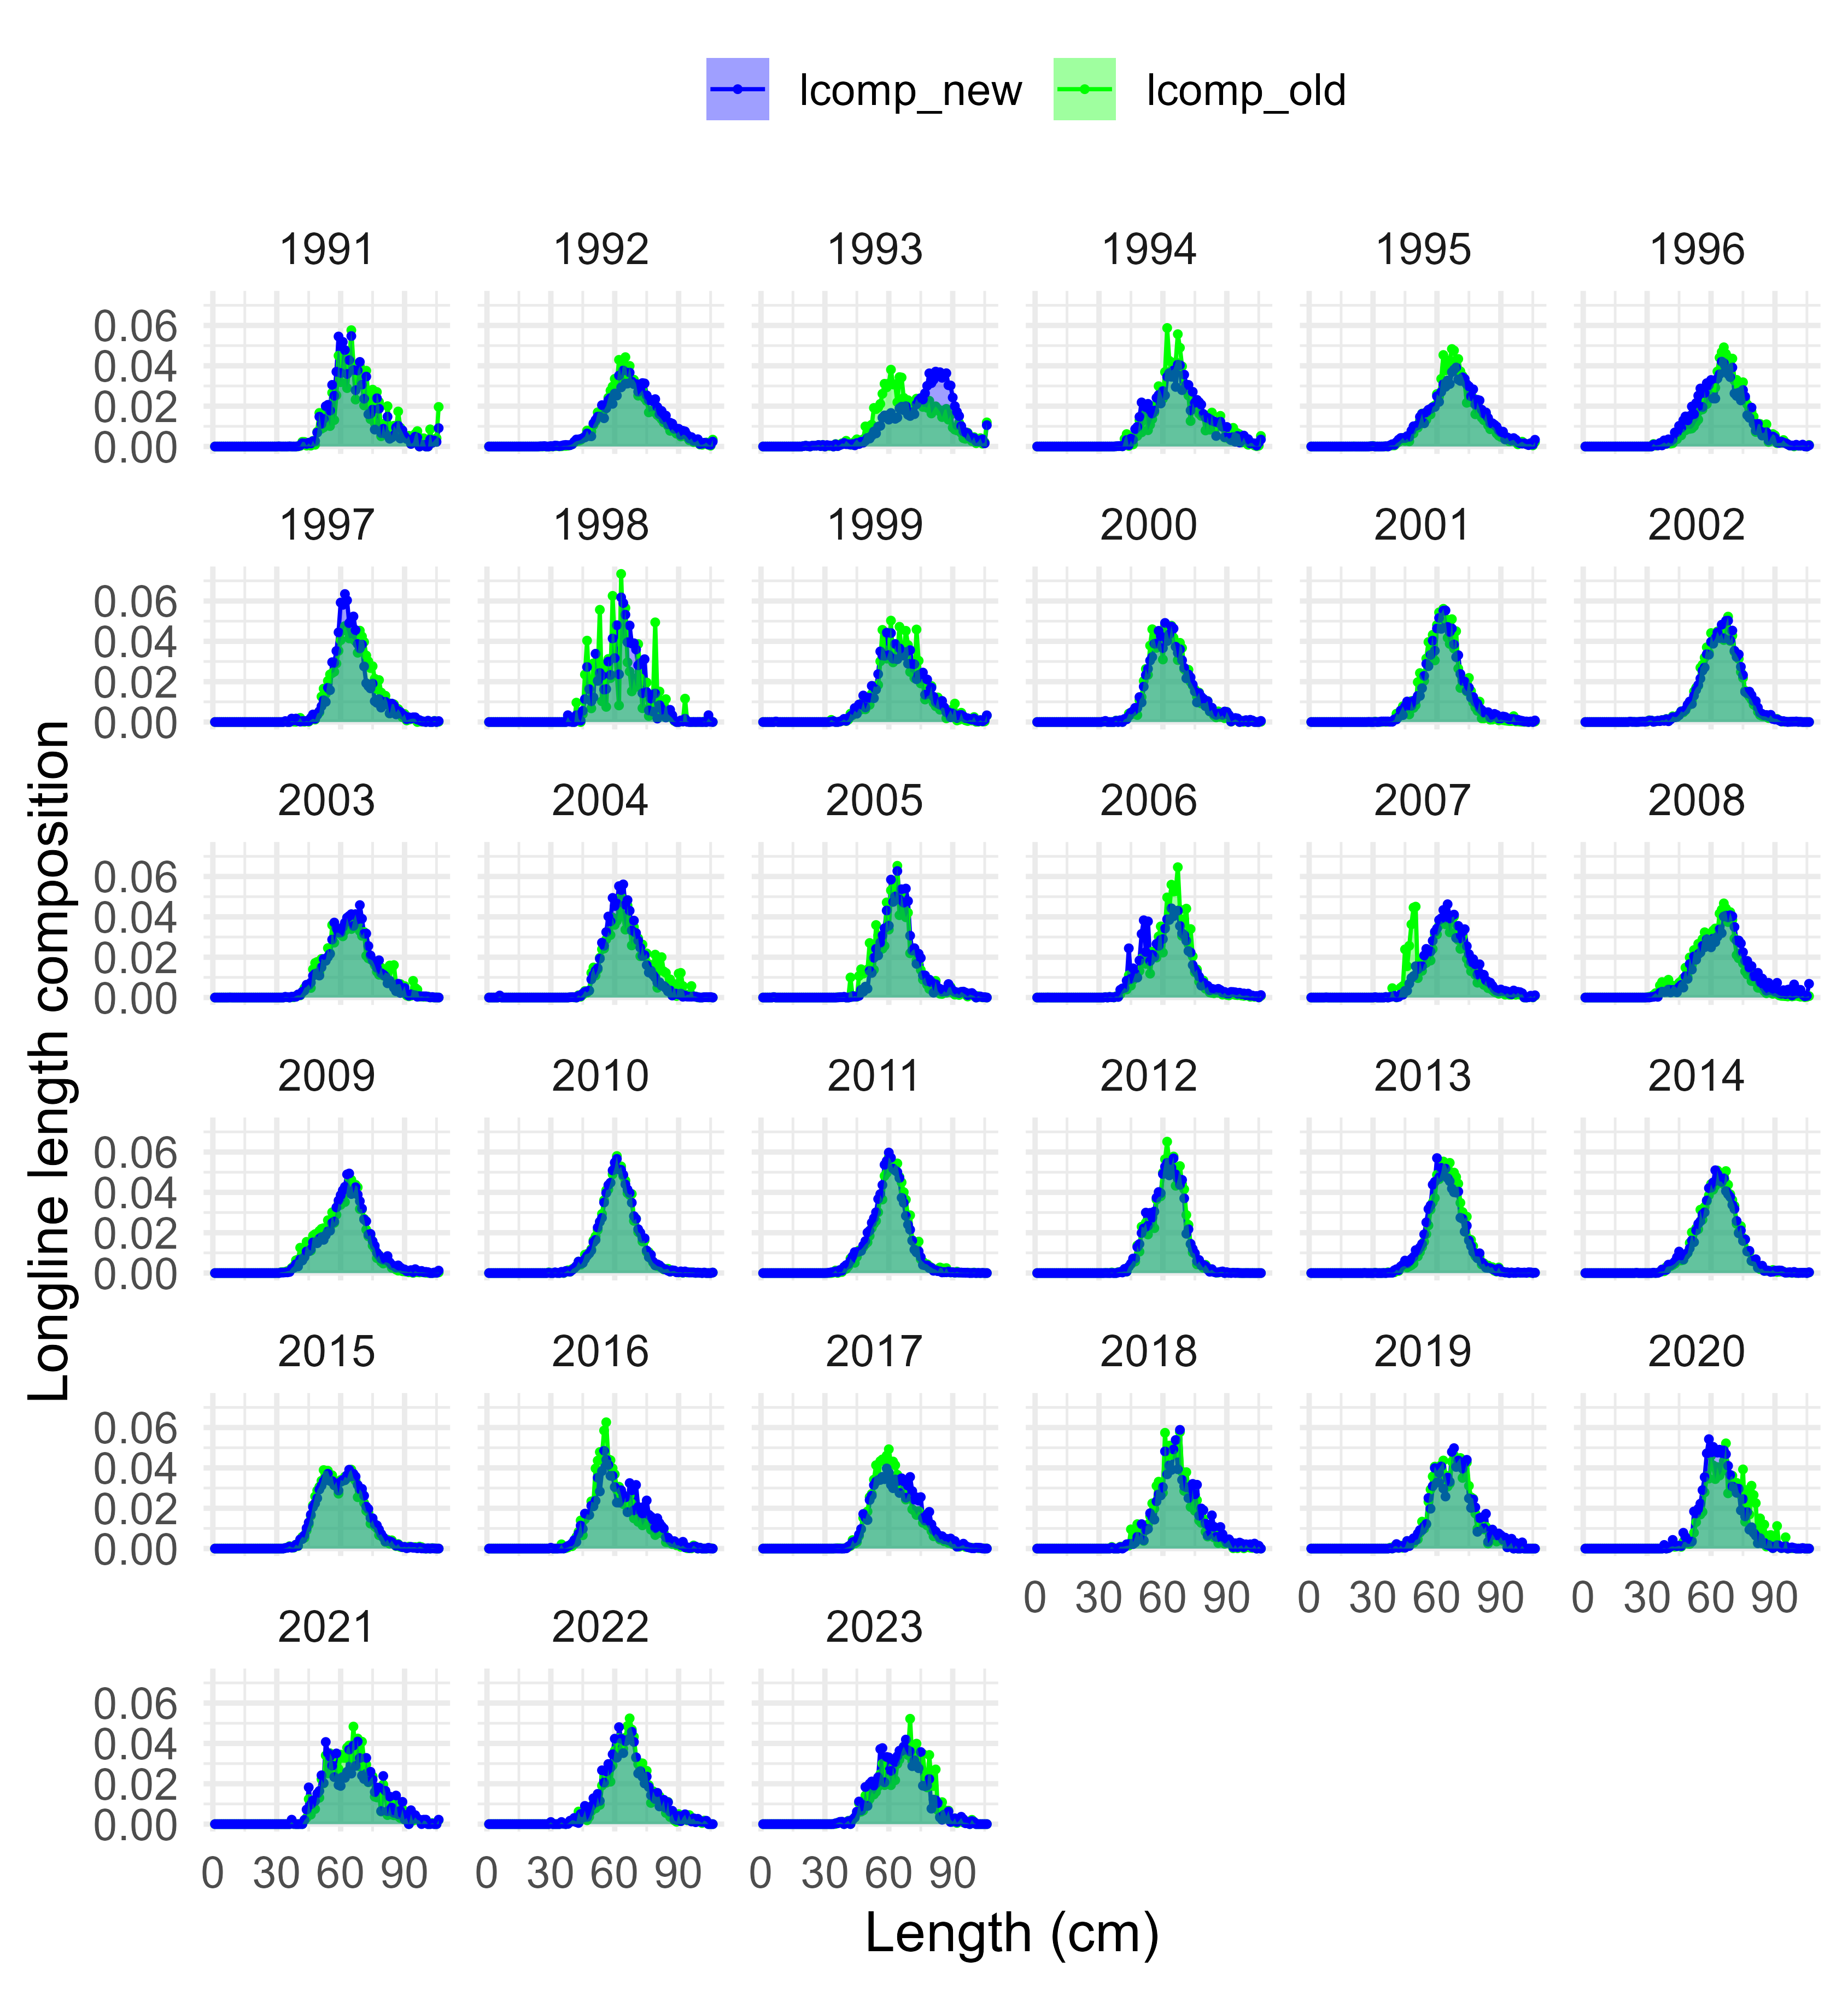 lcomp_new lcomp_old
1991 1992 1993 1994 1995 1996
0.06
0.04
0.02
0.00
1997 1998 1999 2000 2001 2002
0.06
0.04
0.02
0.00
2003 2004 2005 2006 2007 2008
0.06
0.04
0.02
0.00
2009 2010 2011 2012 2013 2014
0.06
0.04
0.02
0.00
2015 2016 2017 2018 2019 2020
0.06
0.04
0.02
0.00
0 30 60 90 0 30 60 90 0 30 60 90
2021 2022 2023
0.06
0.04
0.02
0.00
0 30 60 90 0 30 60 90 0 30 60 90
Length (cm)
Longline length composition